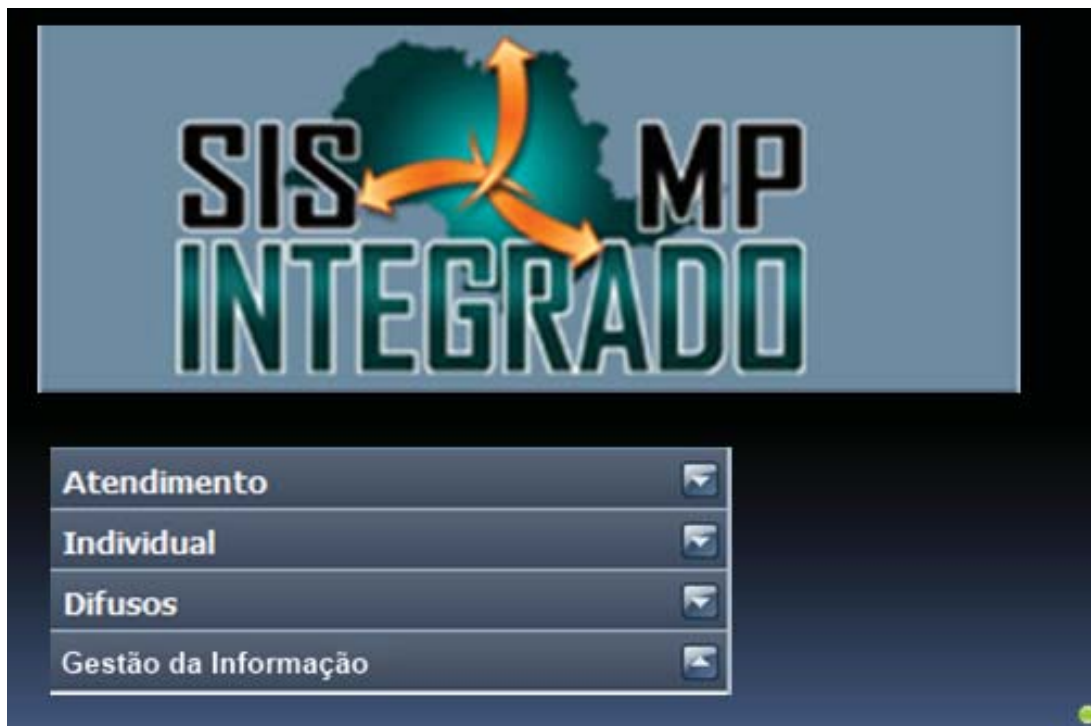 SIS MP
INTEGRADO
Atendimento
Individual
Difusos
Gestão da Informação